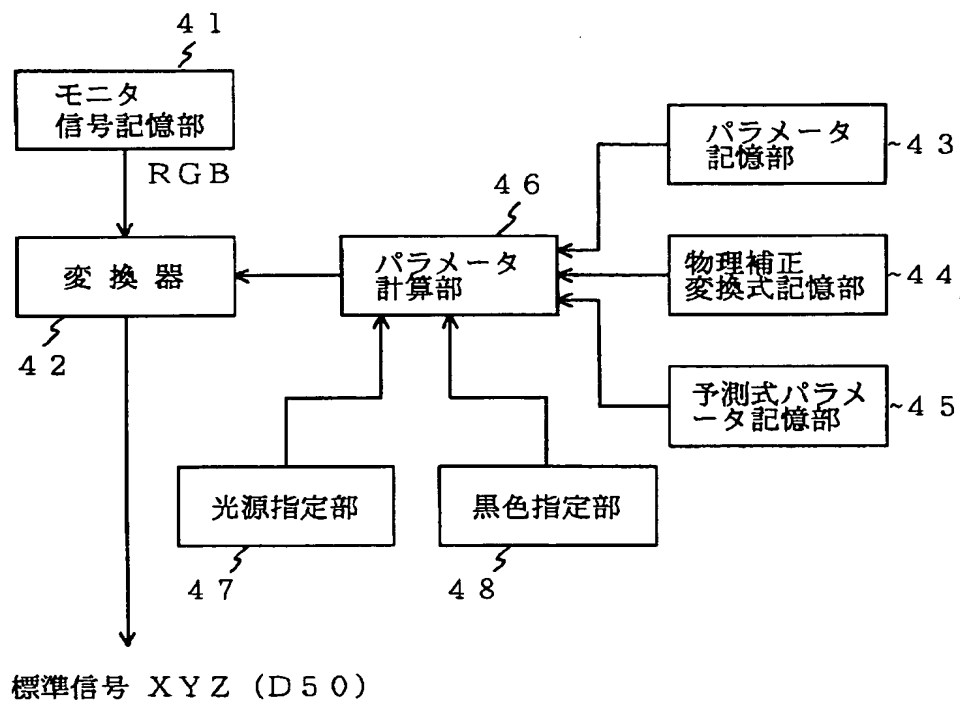 41
モニタ
信号記憶部
RGB
変換器
42
46
パラメータ
計算部
パラメータ
記憶部
~43
物理補正
変換式記憶部
~44
予測式パラメ
ータ記憶部
~45
光源指定部
47
黒色指定部
48
標準信号 XYZ (D50)